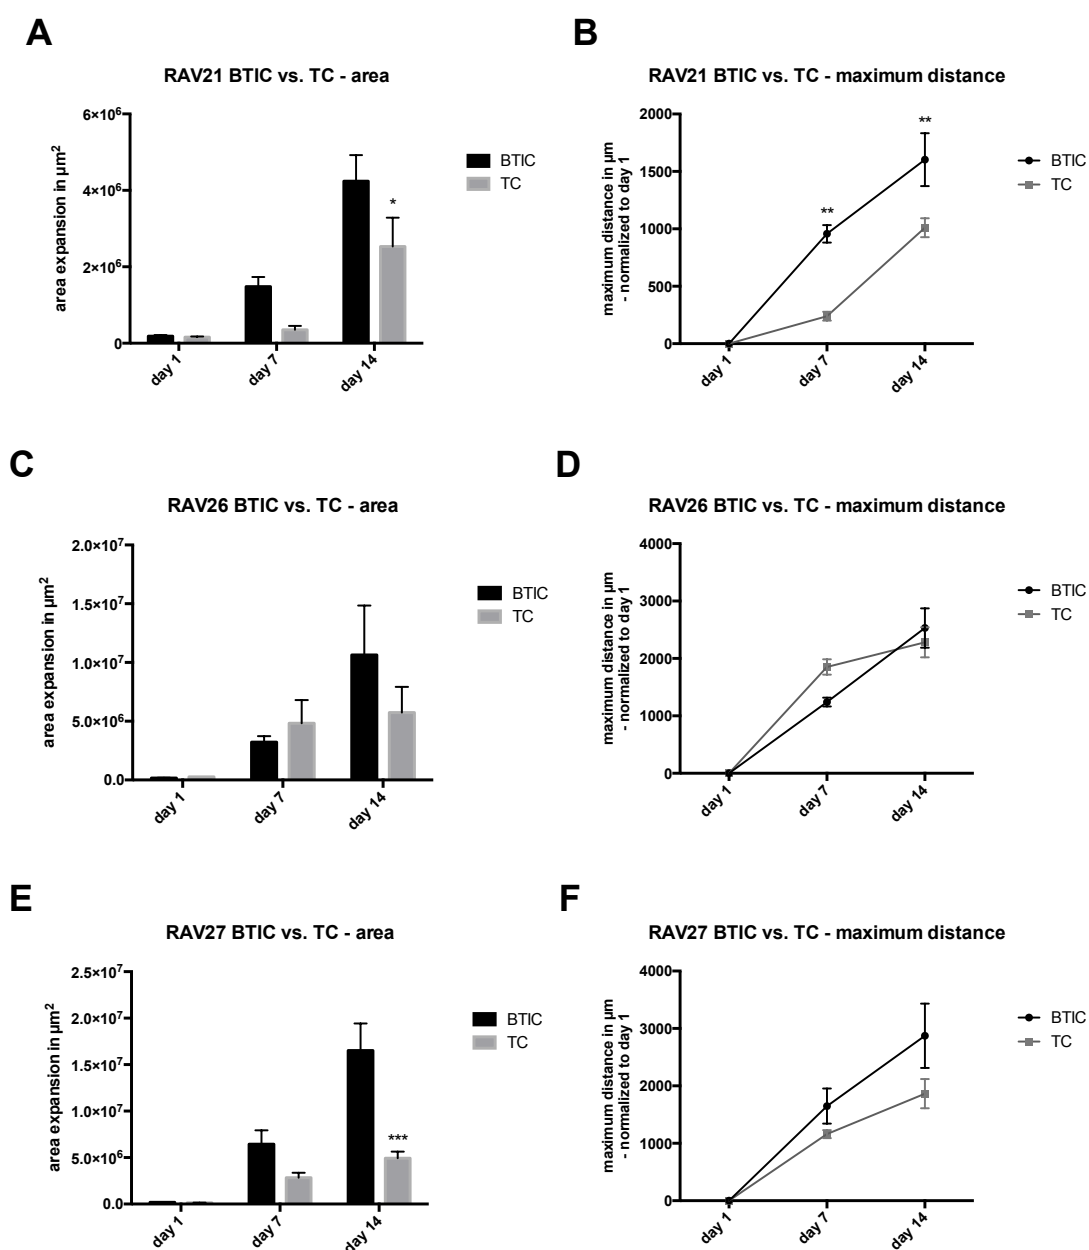 A
RAV21 BTIC vs. TC - area
area expansion in µm²
6×10⁶
4×10⁶
2×10⁶
0
*
day 1
day 7
day 14
BTIC
TC
B
RAV21 BTIC vs. TC - maximum distance
maximum distance in µm
- normalized to day 1
2000
1500
1000
500
0
**
**
day 1
day 7
day 14
BTIC
TC
C
RAV26 BTIC vs. TC - area
area expansion in µm²
2.0×10⁷
1.5×10⁷
1.0×10⁷
5.0×10⁶
0.0
day 1
day 7
day 14
BTIC
TC
D
RAV26 BTIC vs. TC - maximum distance
maximum distance in µm
- normalized to day 1
4000
3000
2000
1000
0
day 1
day 7
day 14
BTIC
TC
E
RAV27 BTIC vs. TC - area
area expansion in µm²
2.5×10⁷
2.0×10⁷
1.5×10⁷
1.0×10⁷
5.0×10⁶
0.0
***
day 1
day 7
day 14
BTIC
TC
F
RAV27 BTIC vs. TC - maximum distance
maximum distance in µm
- normalized to day 1
4000
3000
2000
1000
0
day 1
day 7
day 14
BTIC
TC